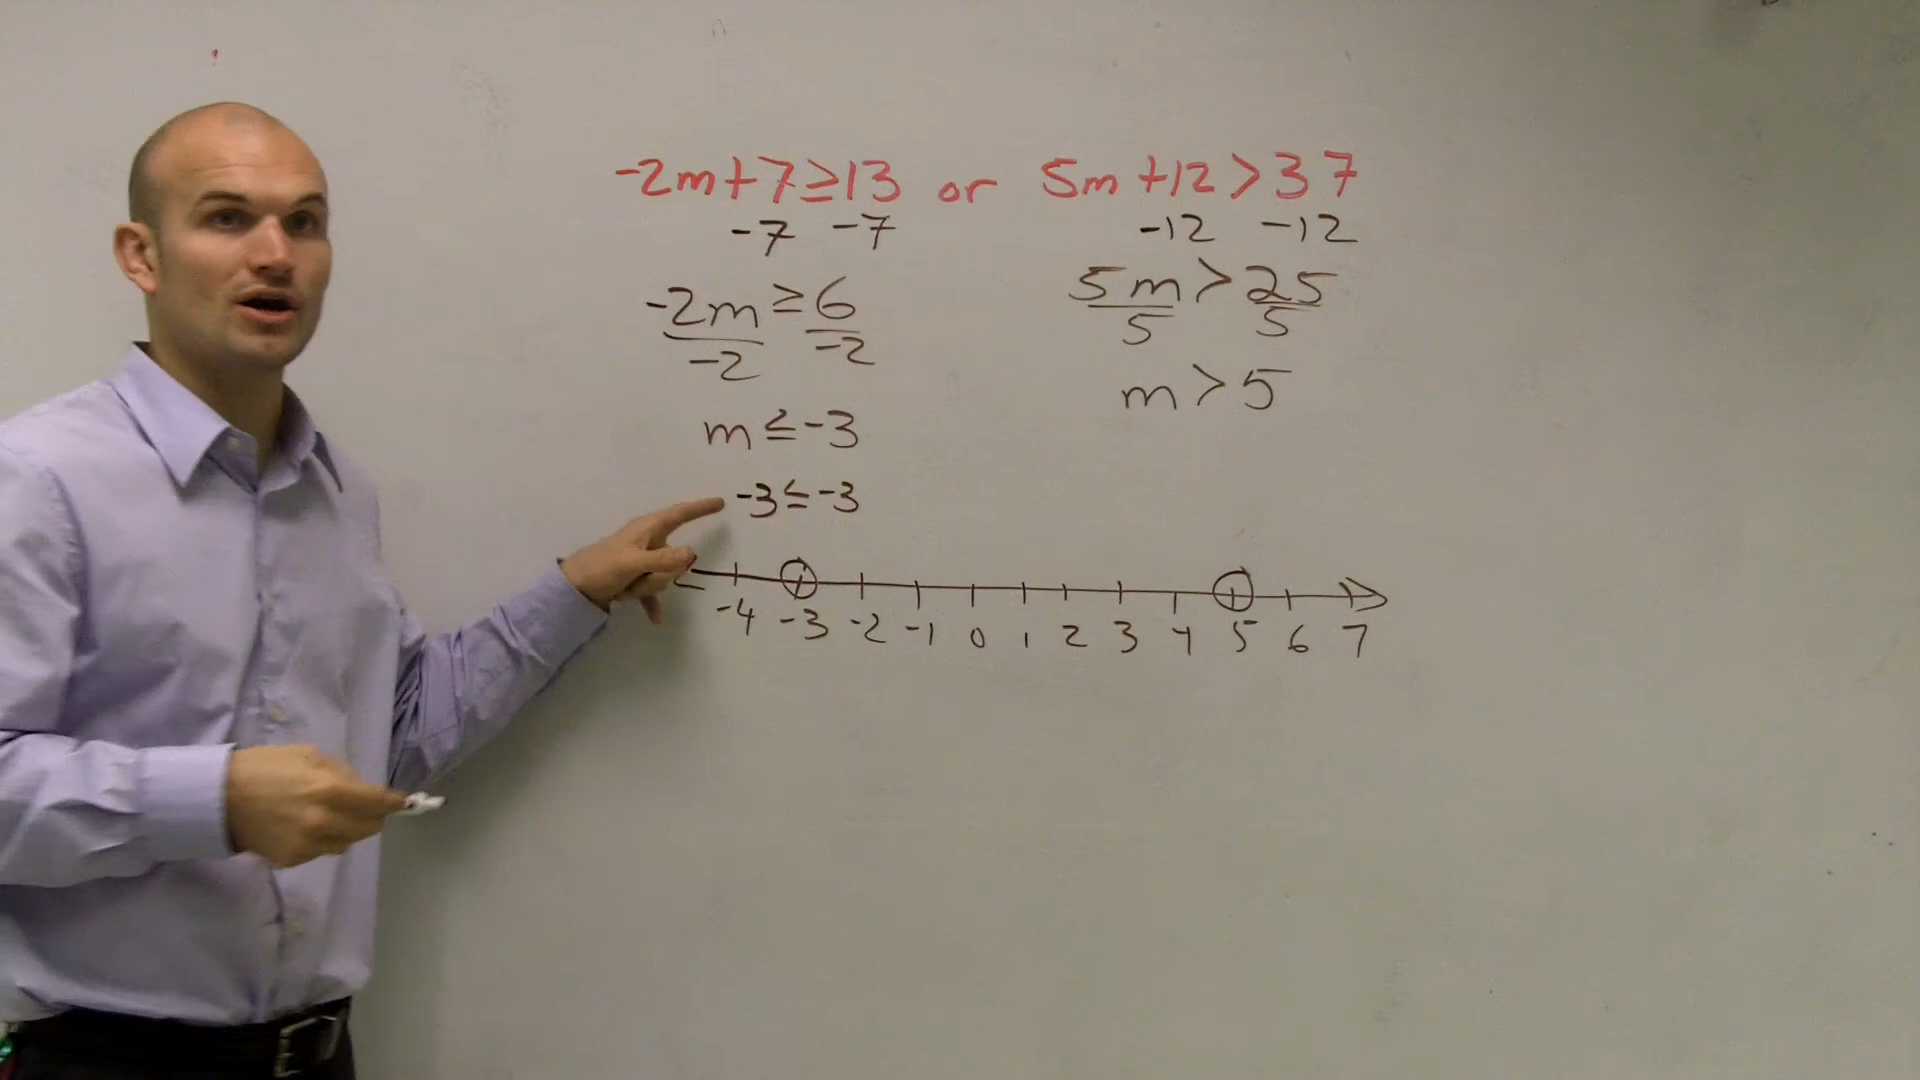 -2m+7≥13 or 5m+12>37
-7 -7 -12 -12
-2m≥6 5m>25
-2 -2 5 5
m≤-3 m>5
-3≤-3
-4 -3 -2 -1 0 1 2 3 4 5 6 7